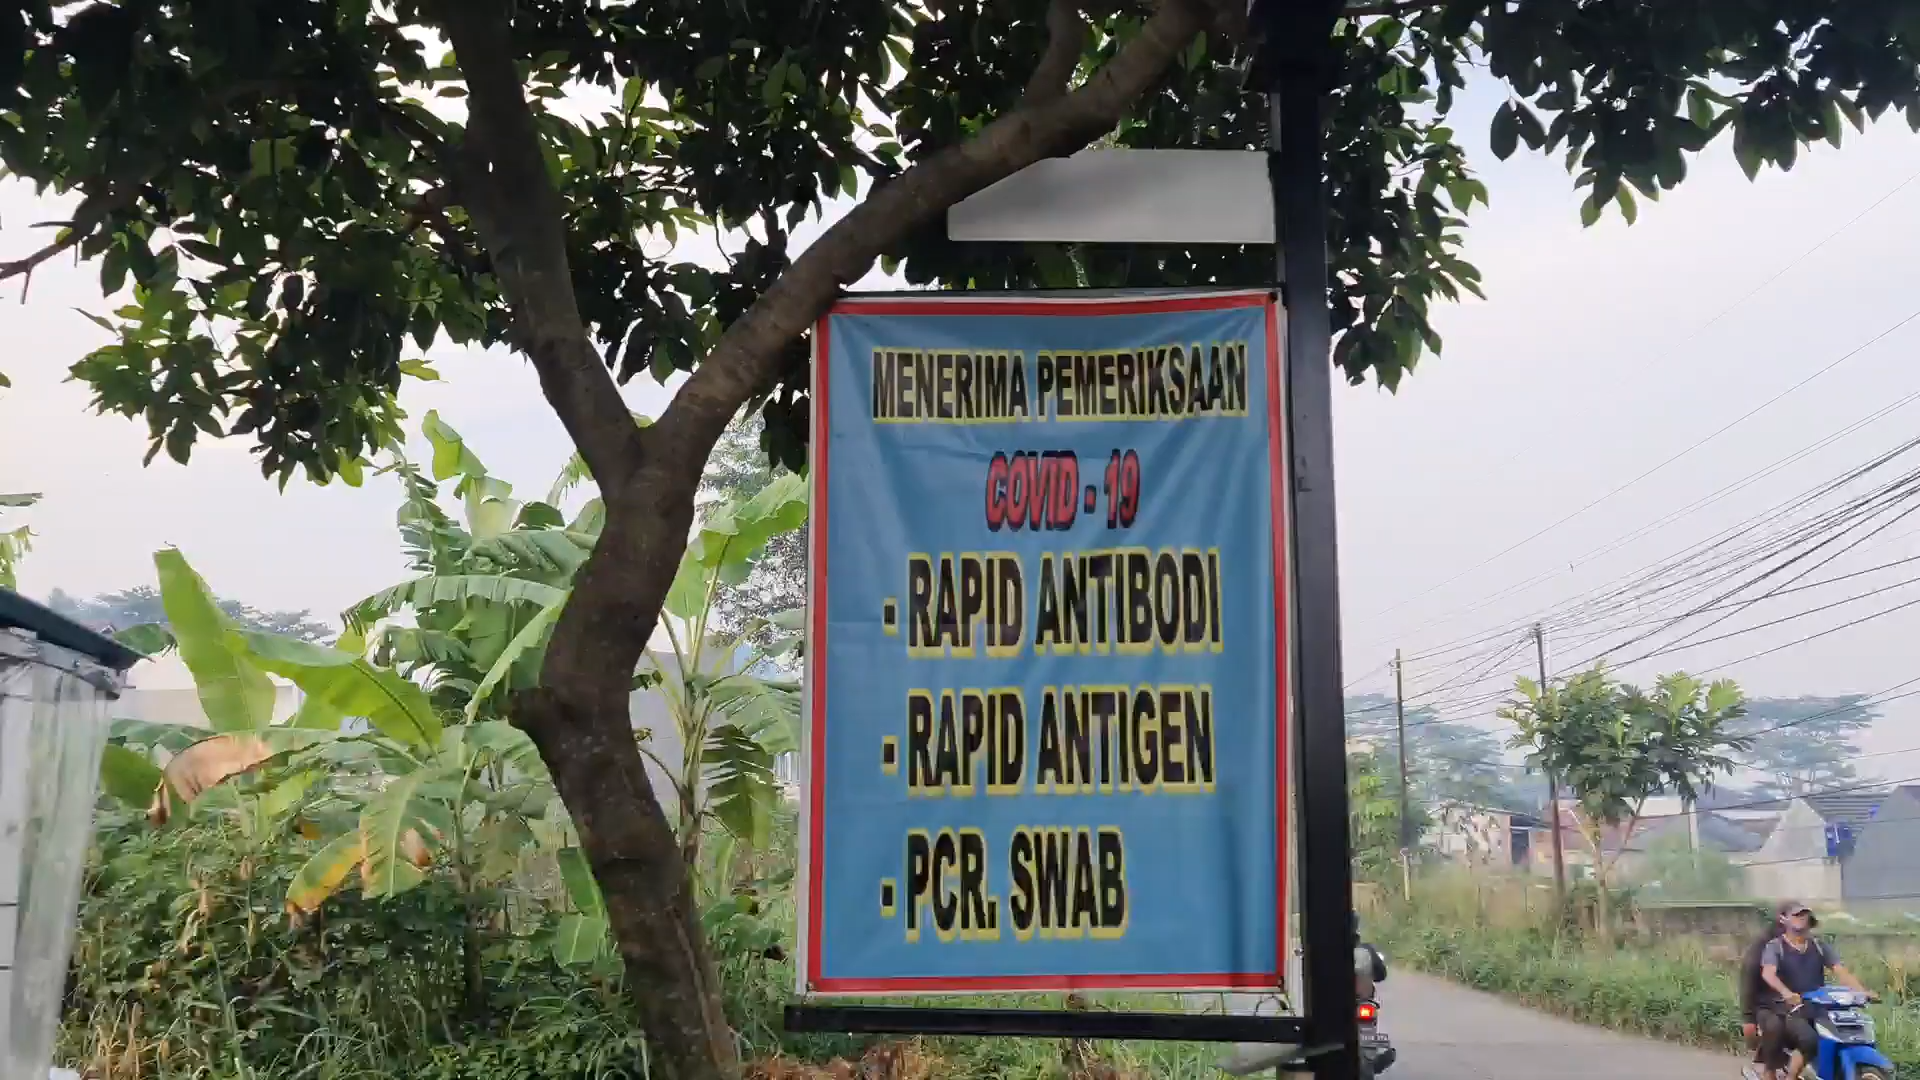 MENERIMA PEMERIKSAAN
COVID - 19
- RAPID ANTIBODI
- RAPID ANTIGEN
- PCR. SWAB